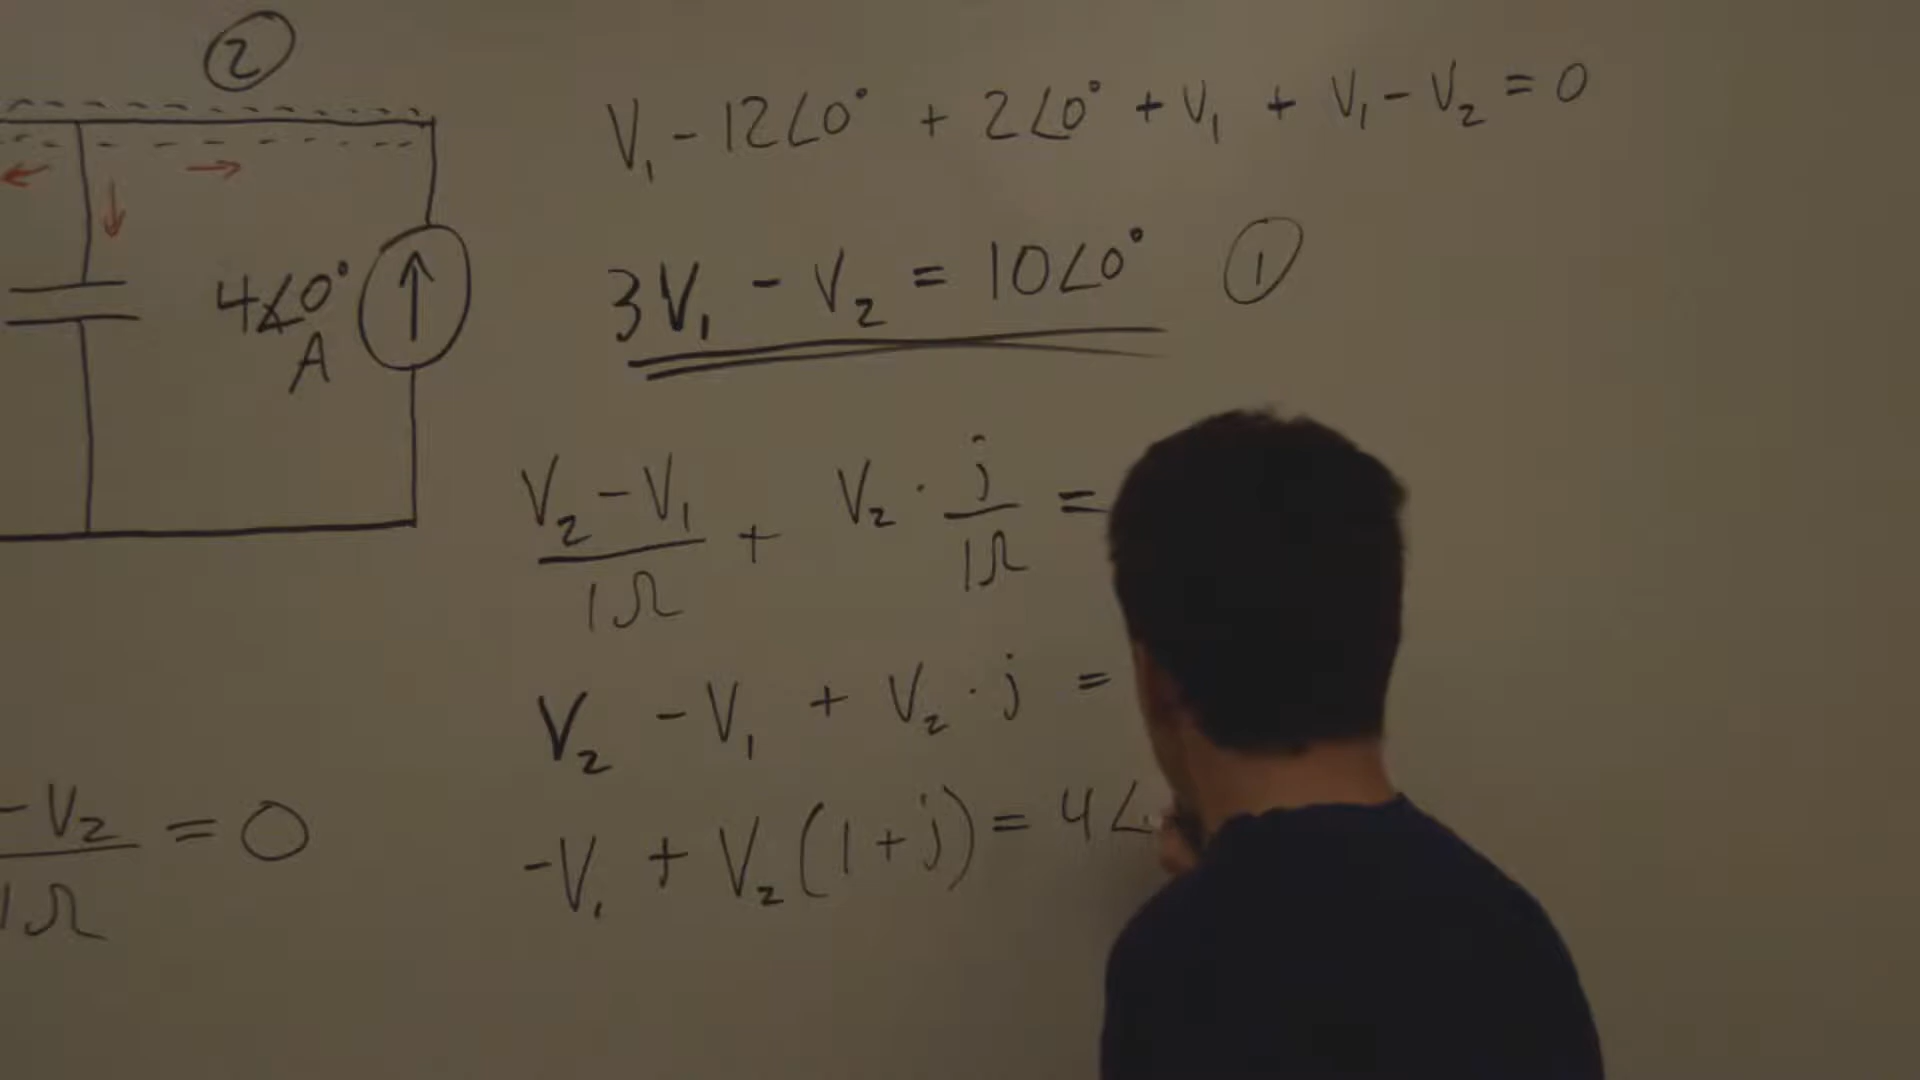 2
V₁ - 12∠0° + 2∠0° + V₁ + V₁ - V₂ = 0
3V₁ - V₂ = 10∠0° ①
4∠0°
A
V₂ - V₁ / 1Ω + V₂ · j / 1Ω =
V₂ - V₁ + V₂ · j =
-V₁ + V₂ (1 + j) = 4∠
- V₂ / 1Ω = 0